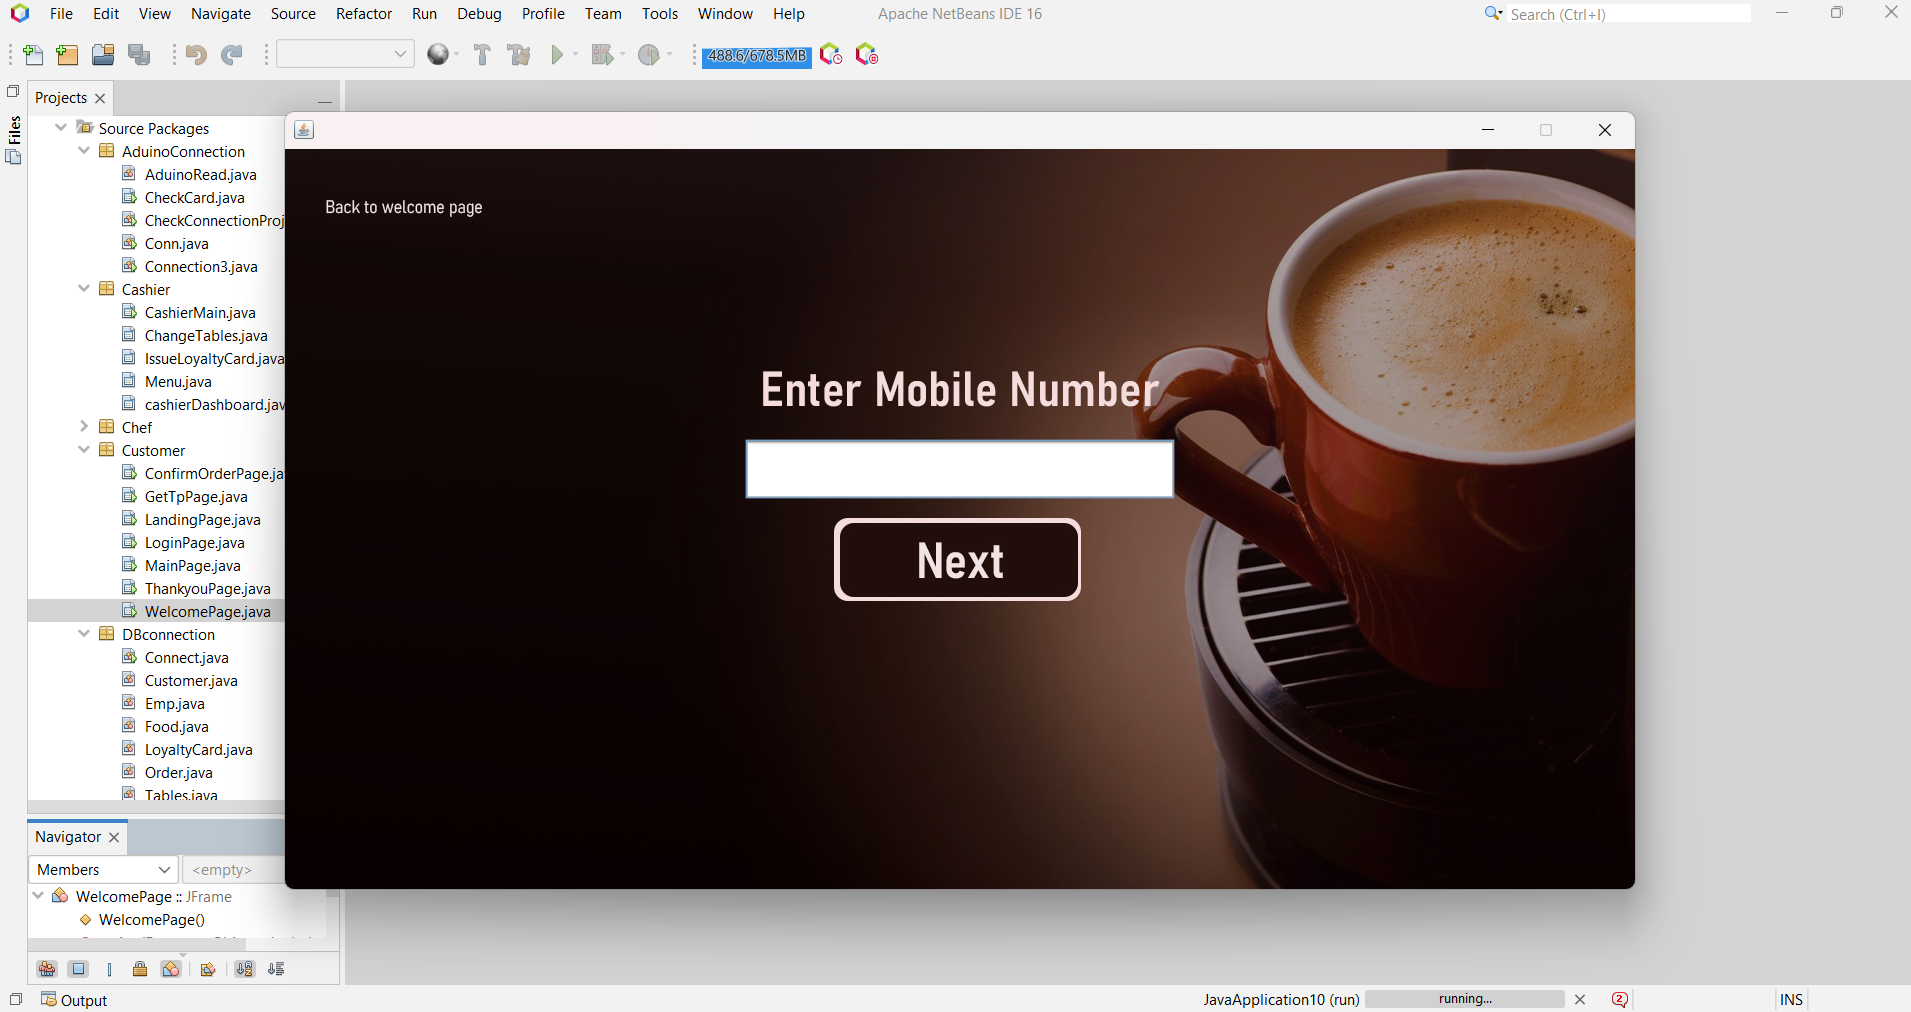 File Edit View Navigate Source Refactor Run Debug Profile Team Tools Window Help Apache NetBeans IDE 16 Search (Ctrl+I)
488.6/678.5MB
Projects
Files
Source Packages
AduinoConnection
AduinoRead.java
CheckCard.java
CheckConnectionProj
Conn.java
Connection3.java
Cashier
CashierMain.java
ChangeTables.java
IssueLoyaltyCard.java
Menu.java
cashierDashboard.jav
Chef
Customer
ConfirmOrderPage.ja
GetTpPage.java
LandingPage.java
LoginPage.java
MainPage.java
ThankyouPage.java
WelcomePage.java
DBconnection
Connect.java
Customer.java
Emp.java
Food.java
LoyaltyCard.java
Order.java
Tables.java
Back to welcome page
Enter Mobile Number
Next
Navigator
Members <empty>
WelcomePage :: JFrame
WelcomePage()
Output JavaApplication10 (run) running... 2 INS